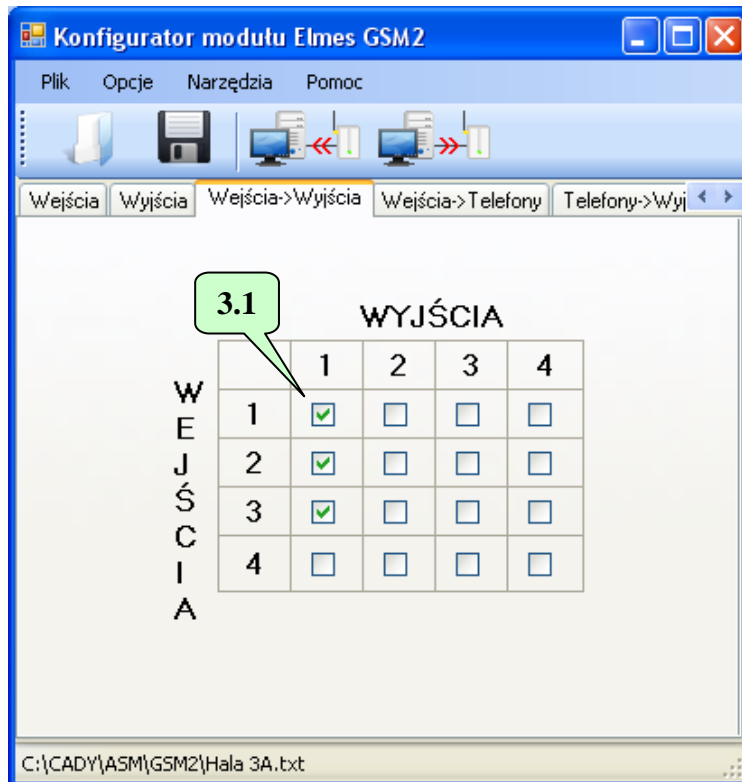 Konfigurator modułu Elmes GSM2
Plik Opcje Narzędzia Pomoc
Wejścia Wyjścia Wejścia->Wyjścia Wejścia->Telefony Telefony->Wyj
3.1
WYJŚCIA
1 2 3 4
WEJŚCIA
1
2
3
4
C:\CADY\ASM\GSM2\Hala 3A.txt